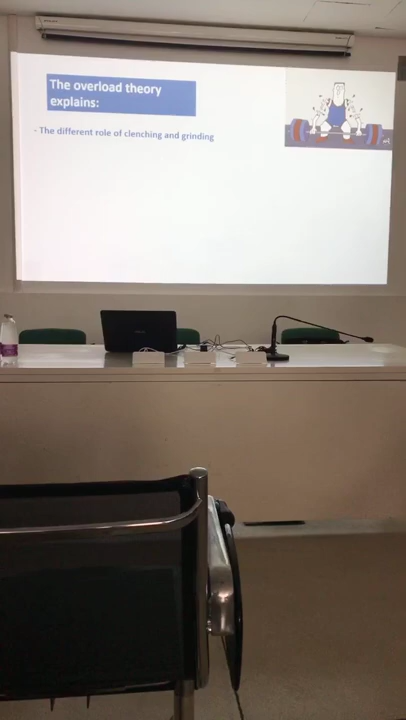 The overload theory
explains:
- The different role of clenching and grinding